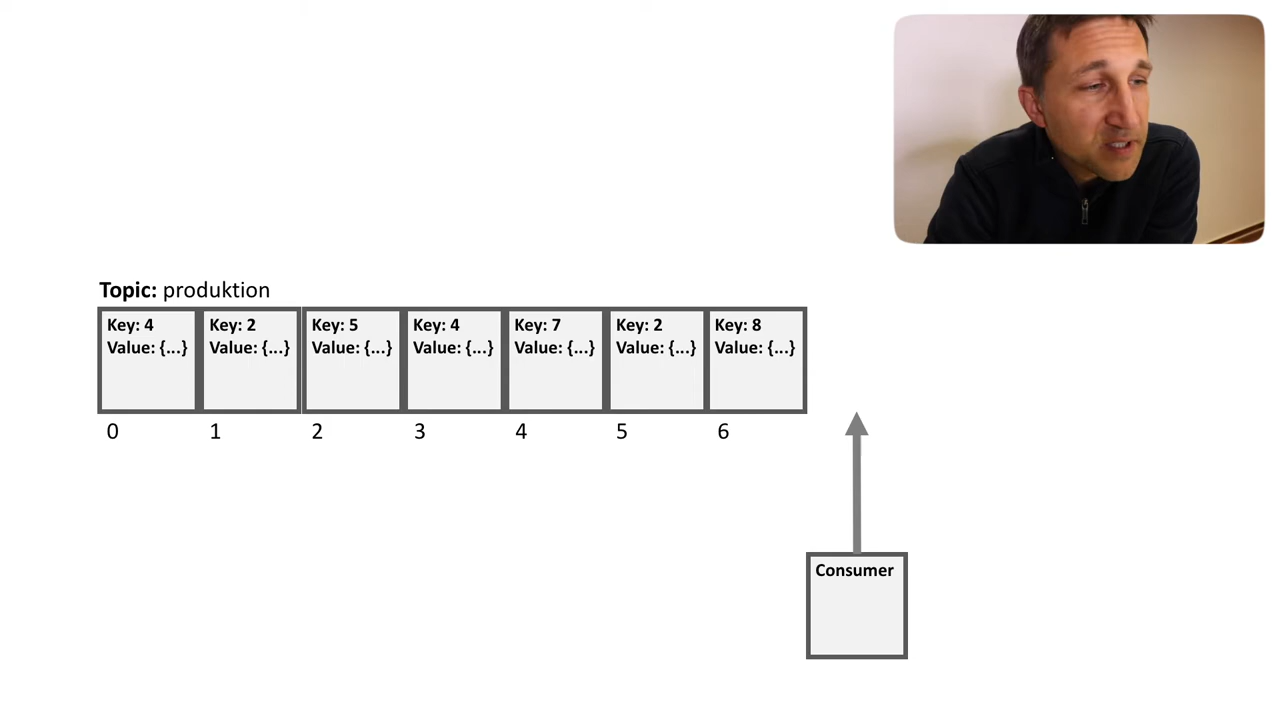 Topic: produktion
Key: 4 Key: 2 Key: 5 Key: 4 Key: 7 Key: 2 Key: 8
Value: {...} Value: {...} Value: {...} Value: {...} Value: {...} Value: {...} Value: {...}
0 1 2 3 4 5 6
Consumer